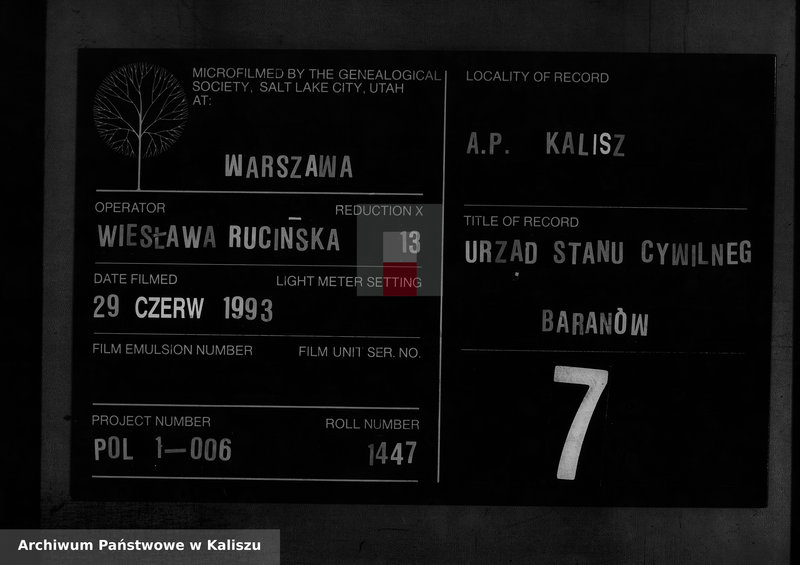 MICROFILMED BY THE GENEALOGICAL
SOCIETY, SALT LAKE CITY, UTAH
AT:
WARSZAWA
OPERATOR REDUCTION X
WIESŁAWA RUCIŃSKA 13
DATE FILMED LIGHT METER SETTING
29 CZERW 1993
FILM EMULSION NUMBER FILM UNIT SER. NO.
PROJECT NUMBER ROLL NUMBER
POL 1—006 1447
LOCALITY OF RECORD
A.P. KALISZ
TITLE OF RECORD
URZĄD STANU CYWILNEG
BARANÒW
7
Archiwum Państwowe w Kaliszu